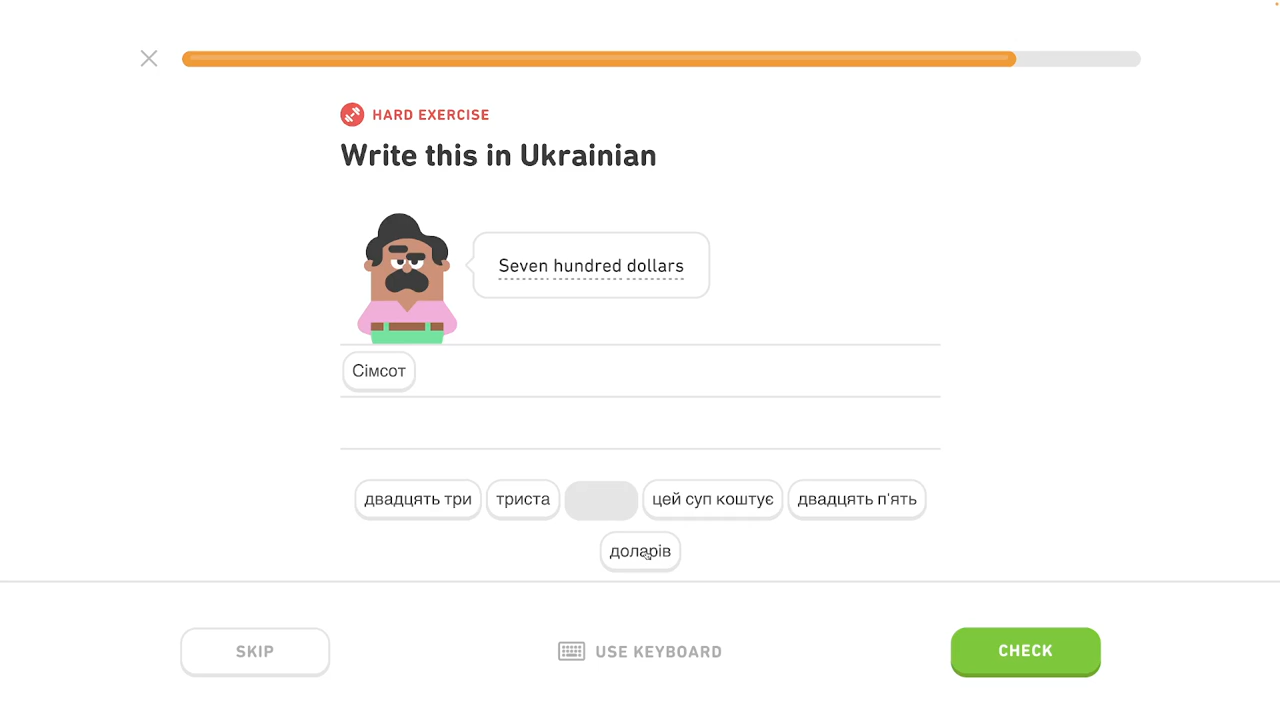 HARD EXERCISE
Write this in Ukrainian
Seven hundred dollars
Сімсот
двадцять три триста цей суп коштує двадцять п'ять
доларів
SKIP USE KEYBOARD CHECK